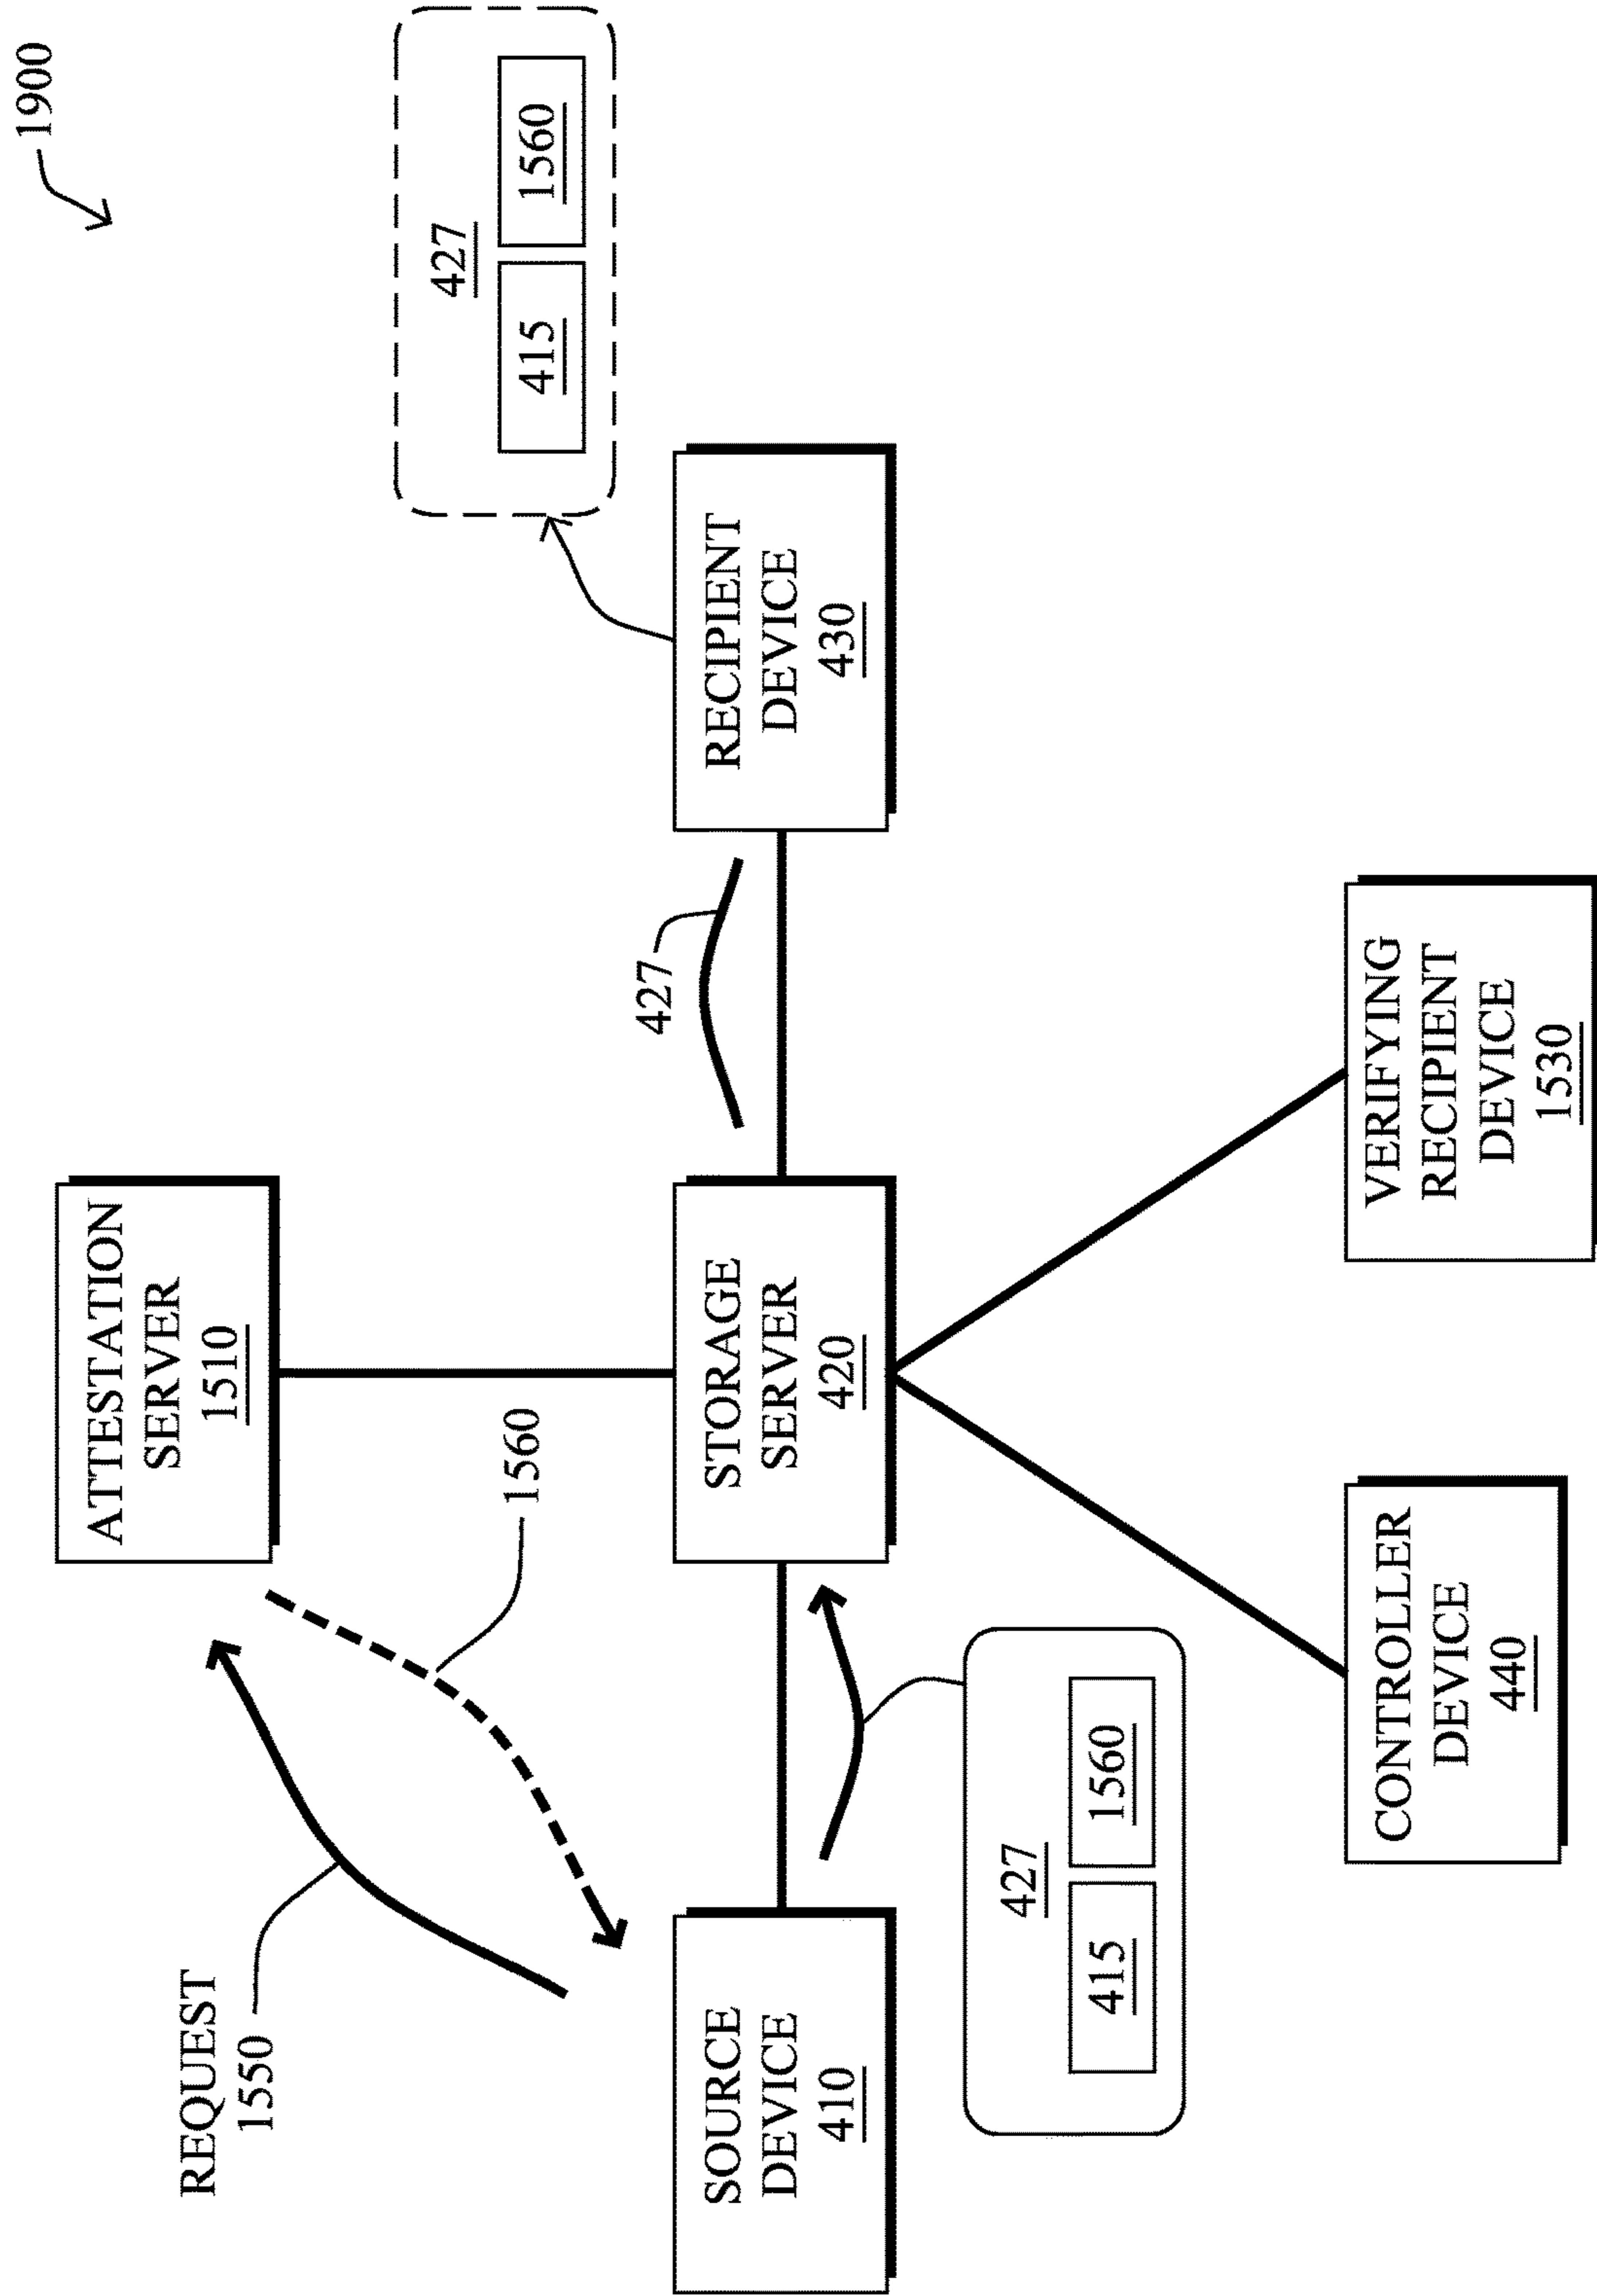 1900
ATTESTATION
SERVER
1510
REQUEST
1550
1560
427
427
415
1560
SOURCE
DEVICE
410
STORAGE
SERVER
420
RECIPIENT
DEVICE
430
427
415
1560
CONTROLLER
DEVICE
440
VERIFYING
RECIPIENT
DEVICE
1530